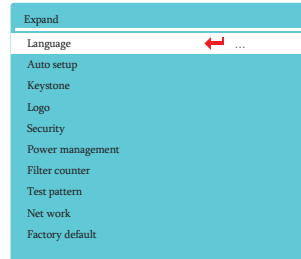 Expand
Language ...
Auto setup
Keystone
Logo
Security
Power management
Filter counter
Test pattern
Net work
Factory default